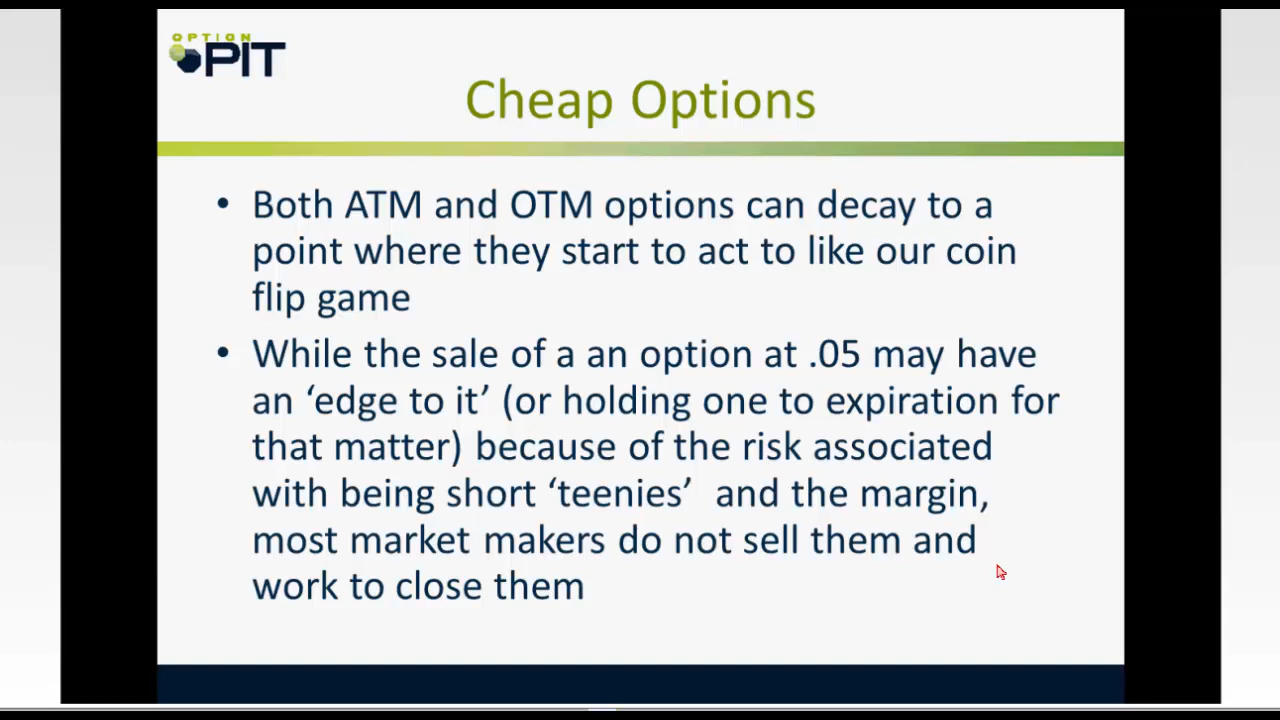 OPTION
PIT
Cheap Options
• Both ATM and OTM options can decay to a
point where they start to act to like our coin
flip game
• While the sale of a an option at .05 may have
an ‘edge to it’ (or holding one to expiration for
that matter) because of the risk associated
with being short ‘teenies’ and the margin,
most market makers do not sell them and
work to close them